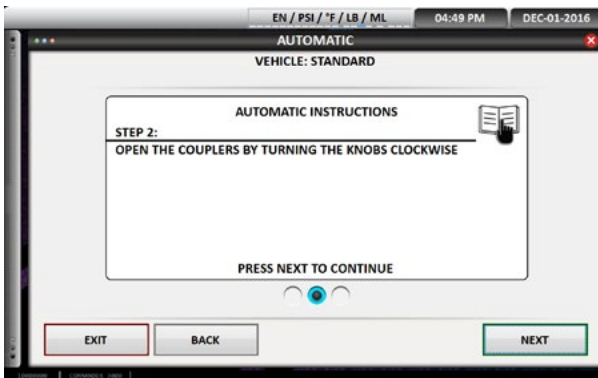 EN / PSI / °F / LB / ML 04:49 PM DEC-01-2016
AUTOMATIC
VEHICLE: STANDARD
AUTOMATIC INSTRUCTIONS
STEP 2:
OPEN THE COUPLERS BY TURNING THE KNOBS CLOCKWISE
PRESS NEXT TO CONTINUE
EXIT BACK NEXT